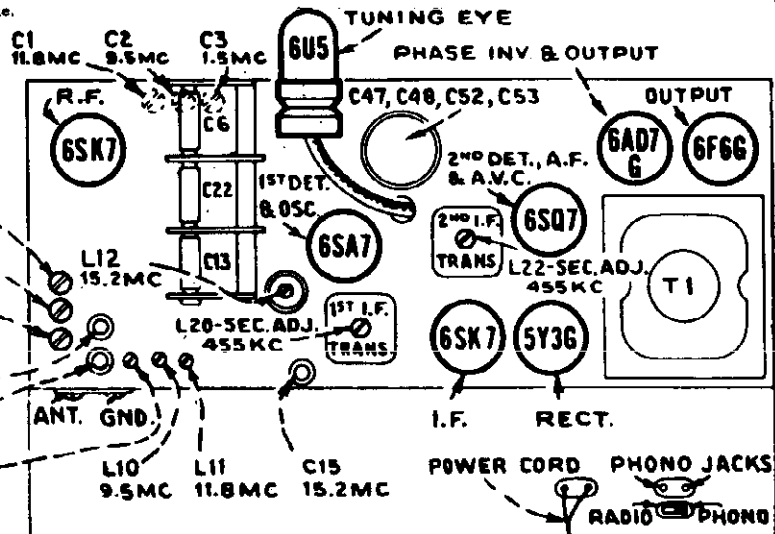 e.
TUNING EYE
C1
11.8MC
C2
9.5MC
C3
1.5MC
6U5
PHASE INV. & OUTPUT
R.F.
C47, C48, C52, C53
OUTPUT
6SK7
C6
6AD7
G
6F6G
2ND DET., A.F.
& A.V.C.
1ST DET.
& OSC.
C22
6SQ7
6SA7
2ND I.F.
TRANS.
L12
15.2MC
C13
L22-SEC. ADJ.
455KC
T1
L20-SEC. ADJ.
455KC
1ST I.F.
TRANS.
6SK7
5Y3G
ANT. GND.
I.F.
RECT.
L10
9.5MC
L11
11.8MC
C15
15.2MC
POWER CORD
PHONO JACKS
RADIO
PHONO